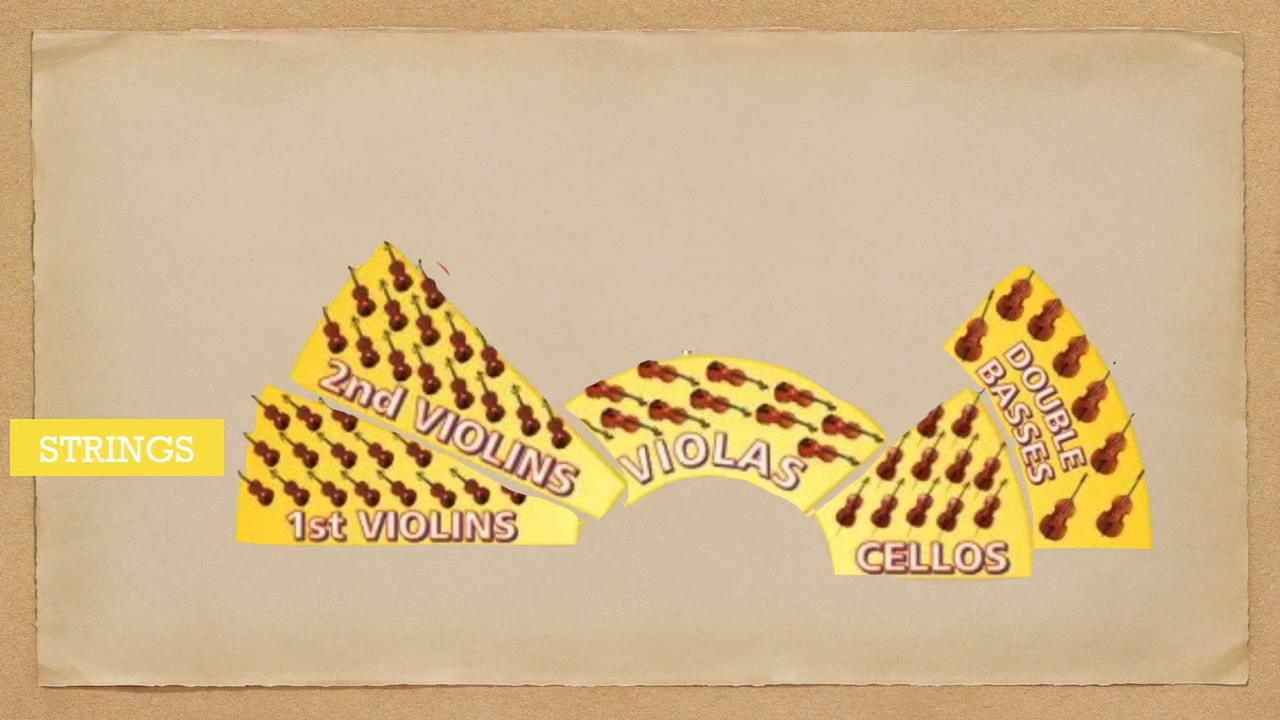 STRINGS
1st VIOLINS
2nd VIOLINS
VIOLAS
CELLOS
DOUBLE
BASSES